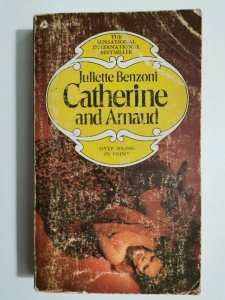 THE
SENSATIONAL
INTERNATIONAL
BESTSELLER
Juliette Benzoni
Catherine
and Arnaud
OVER 300,000
IN PRINT